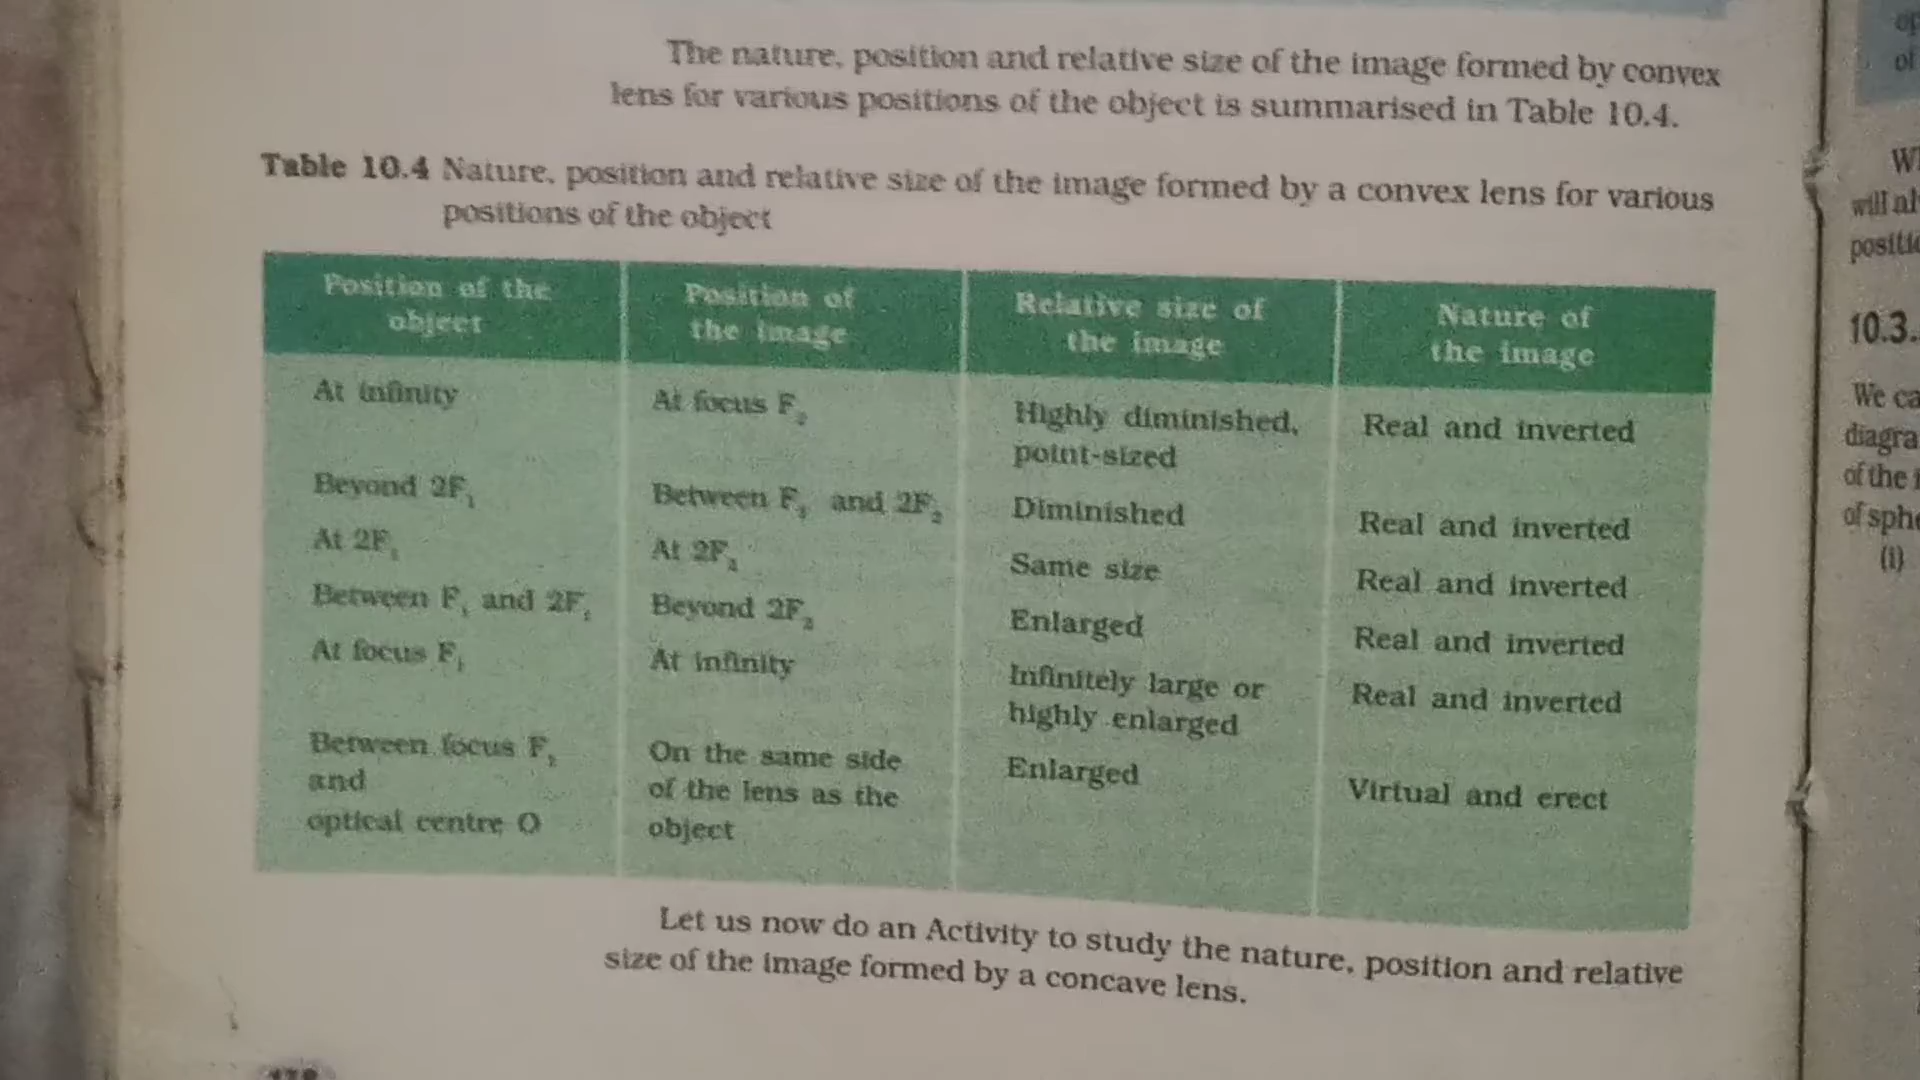 The nature, position and relative size of the image formed by convex
lens for various positions of the object is summarised in Table 10.4.
Table 10.4 Nature, position and relative size of the image formed by a convex lens for various
positions of the object
Position of the object | Position of the image | Relative size of the image | Nature of the image
At infinity | At focus F₂ | Highly diminished, point-sized | Real and inverted
Beyond 2F₁ | Between F₂ and 2F₂ | Diminished | Real and inverted
At 2F₁ | At 2F₂ | Same size | Real and inverted
Between F₁ and 2F₁ | Beyond 2F₂ | Enlarged | Real and inverted
At focus F₁ | At infinity | Infinitely large or highly enlarged | Real and inverted
Between focus F₁ and optical centre O | On the same side of the lens as the object | Enlarged | Virtual and erect
Let us now do an Activity to study the nature, position and relative
size of the image formed by a concave lens.
of
will
10.3.
We
of the
of
(i)